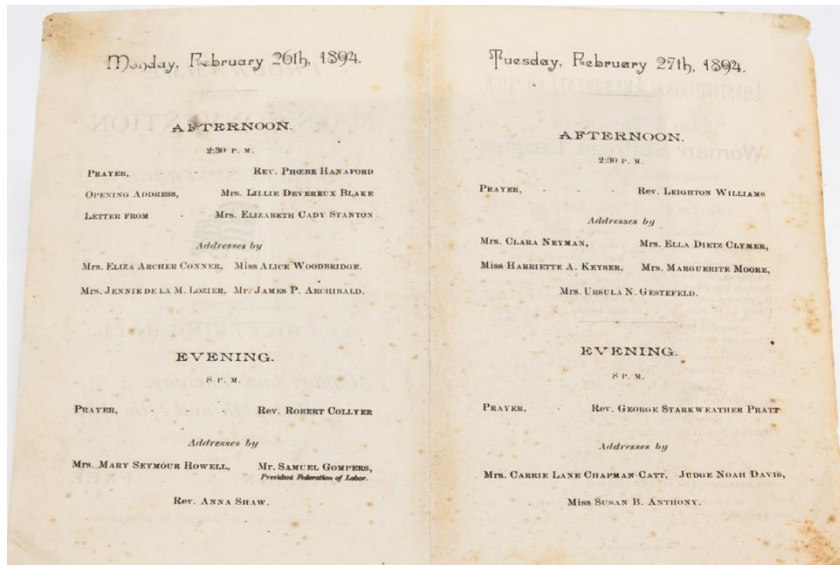 Monday, February 26th, 1894.
AFTERNOON.
2:30 P. M.
PRAYER, - REV. PHŒBE HANAFORD
OPENING ADDRESS, MRS. LILLIE DEVEREUX BLAKE
LETTER FROM - MRS. ELIZABETH CADY STANTON
Addresses by
MRS. ELIZA ARCHER CONNER, MISS ALICE WOODBRIDGE.
MRS. JENNIE DE LA M. LOZIER, MR. JAMES P. ARCHIBALD.
EVENING.
8 P. M.
PRAYER, - REV. ROBERT COLLYER
Addresses by
MRS. MARY SEYMOUR HOWELL, MR. SAMUEL GOMPERS,
President Federation of Labor.
REV. ANNA SHAW.
Tuesday, February 27th, 1894.
AFTERNOON.
2:30 P. M.
PRAYER, - - - REV. LEIGHTON WILLIAMS
Addresses by
MRS. CLARA NEYMAN, MRS. ELLA DIETZ CLYMER,
MISS HARRIETTE A. KEYSER, MRS. MARGUERITE MOORE,
MRS. URSULA N. GESTEFELD.
EVENING.
8 P. M.
PRAYER, - REV. GEORGE STARKWEATHER PRATT
Addresses by
MRS. CARRIE LANE CHAPMAN-CATT, JUDGE NOAH DAVIS,
MISS SUSAN B. ANTHONY.